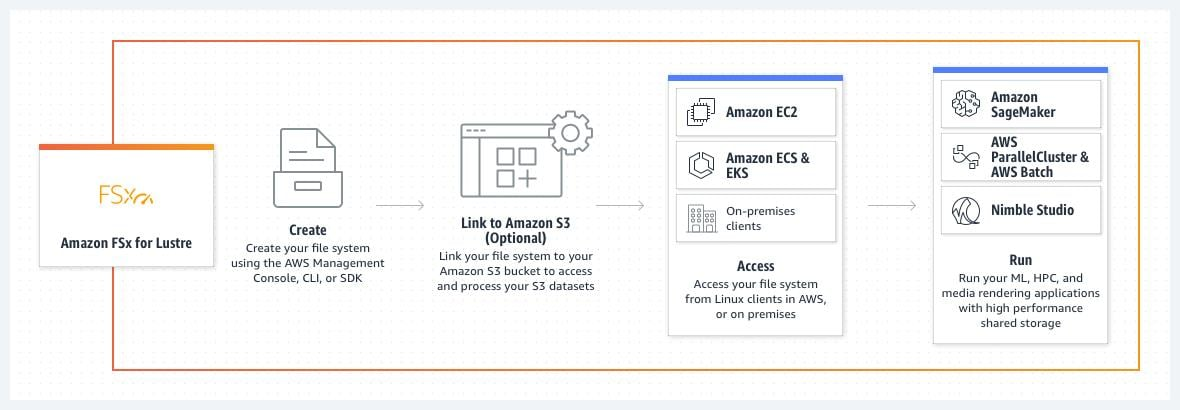 FSx
Amazon FSx for Lustre
Create
Create your file system
using the AWS Management
Console, CLI, or SDK
Link to Amazon S3
(Optional)
Link your file system to your
Amazon S3 bucket to access
and process your S3 datasets
Amazon EC2
Amazon ECS &
EKS
On-premises
clients
Access
Access your file system
from Linux clients in AWS,
or on premises
Amazon
SageMaker
AWS
ParallelCluster &
AWS Batch
Nimble Studio
Run
Run your ML, HPC, and
media rendering applications
with high performance
shared storage